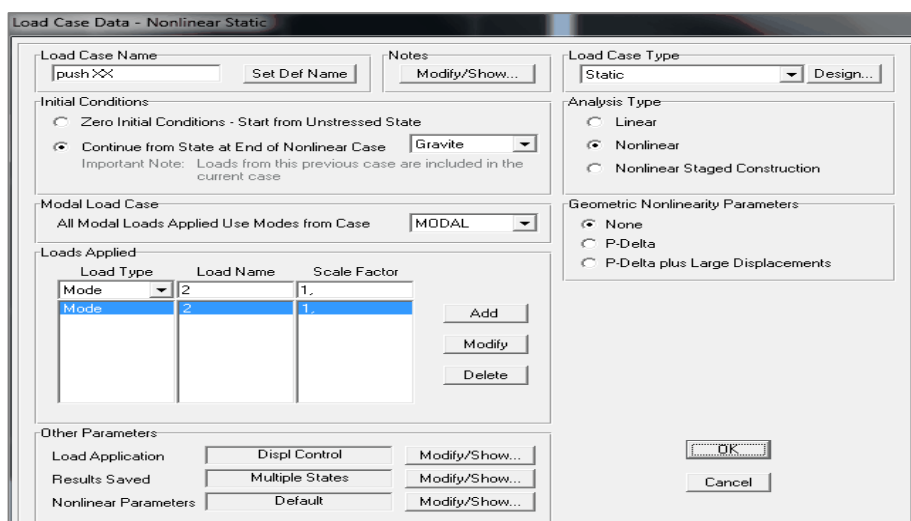 Load Case Data - Nonlinear Static
Load Case Name
push XX
Set Def Name
Notes
Modify/Show...
Load Case Type
Static
Design...
Initial Conditions
Zero Initial Conditions - Start from Unstressed State
Continue from State at End of Nonlinear Case
Gravite
Important Note: Loads from this previous case are included in the
current case
Analysis Type
Linear
Nonlinear
Nonlinear Staged Construction
Modal Load Case
All Modal Loads Applied Use Modes from Case
MODAL
Geometric Nonlinearity Parameters
None
P-Delta
P-Delta plus Large Displacements
Loads Applied
Load Type Load Name Scale Factor
Mode 2 1,
Mode 2 1,
Add
Modify
Delete
Other Parameters
Load Application Displ Control Modify/Show...
Results Saved Multiple States Modify/Show...
Nonlinear Parameters Default Modify/Show...
OK
Cancel